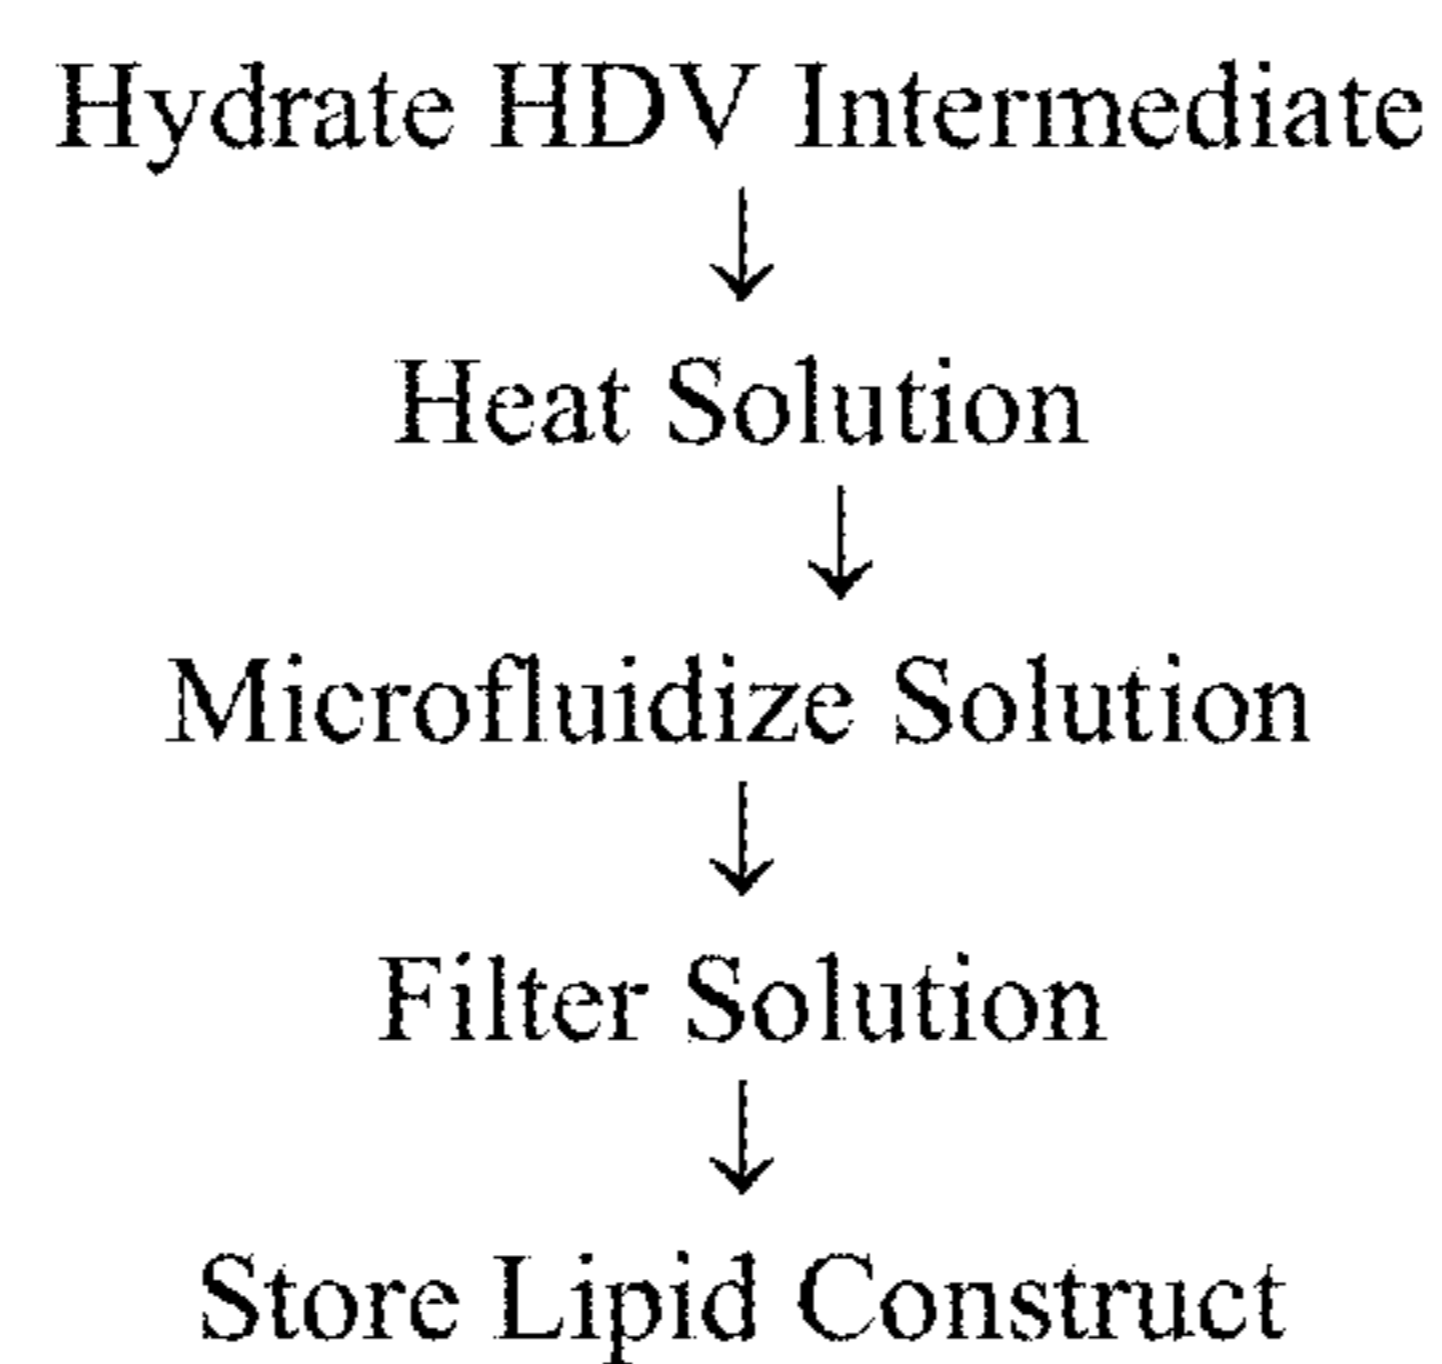 Hydrate HDV Intermediate
Heat Solution
Microfluidize Solution
Filter Solution
Store Lipid Construct